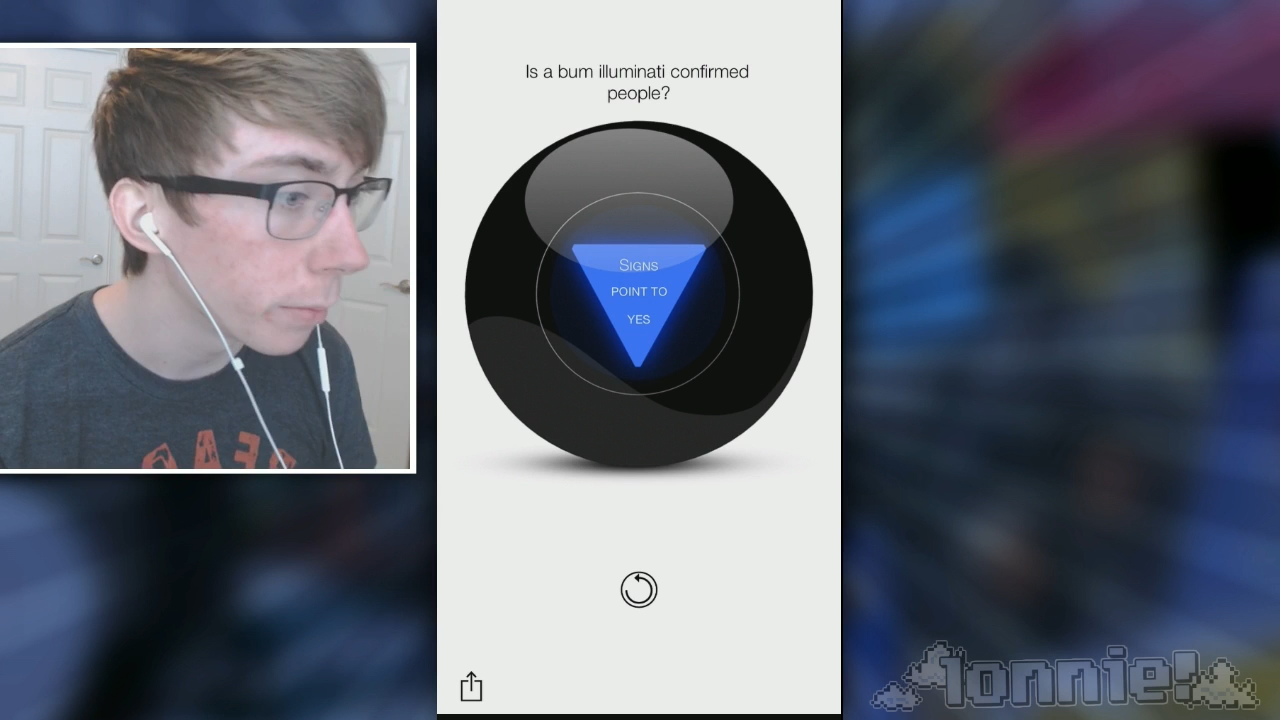 Is a bum illuminati confirmed
people?
SIGNS
POINT TO
YES
lonnie!